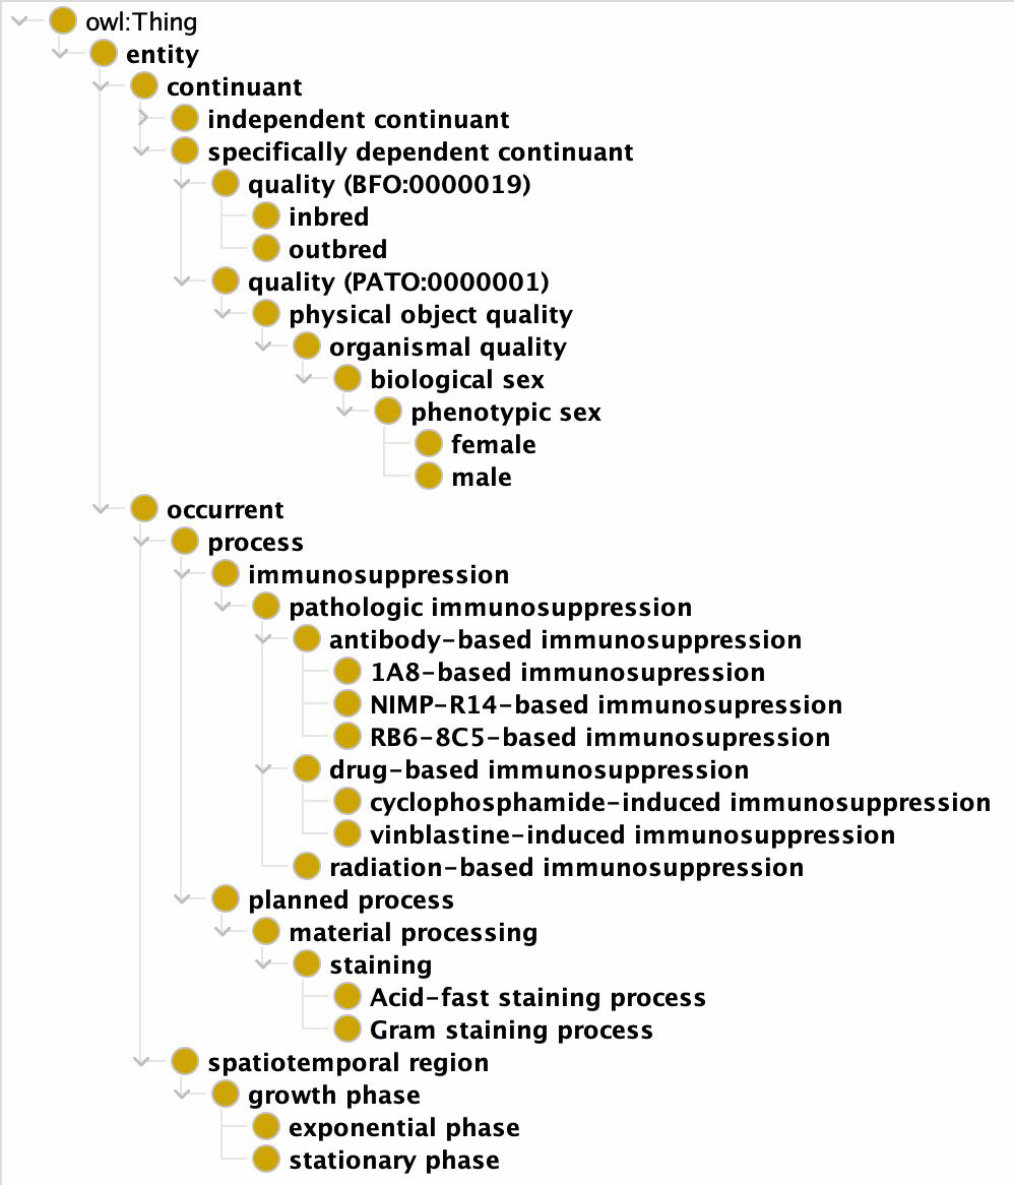 owl:Thing
entity
continuant
independent continuant
specifically dependent continuant
quality (BFO:0000019)
inbred
outbred
quality (PATO:0000001)
physical object quality
organismal quality
biological sex
phenotypic sex
female
male
occurrent
process
immunosuppression
pathologic immunosuppression
antibody-based immunosuppression
1A8-based immunosupression
NIMP-R14-based immunosupression
RB6-8C5-based immunosupression
drug-based immunosuppression
cyclophosphamide-induced immunosuppression
vinblastine-induced immunosuppression
radiation-based immunosuppression
planned process
material processing
staining
Acid-fast staining process
Gram staining process
spatiotemporal region
growth phase
exponential phase
stationary phase